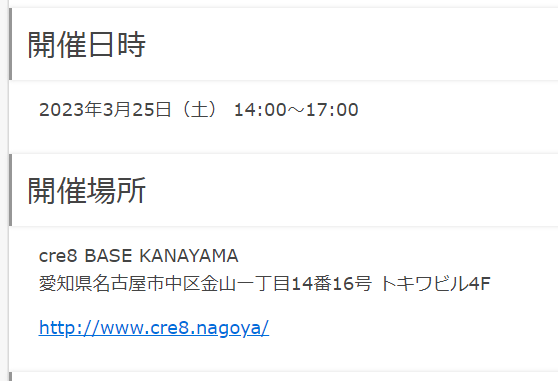 開催日時
2023年3月25日（土） 14:00～17:00
開催場所
cre8 BASE KANAYAMA
愛知県名古屋市中区金山一丁目14番16号 トキワビル4F
http://www.cre8.nagoya/